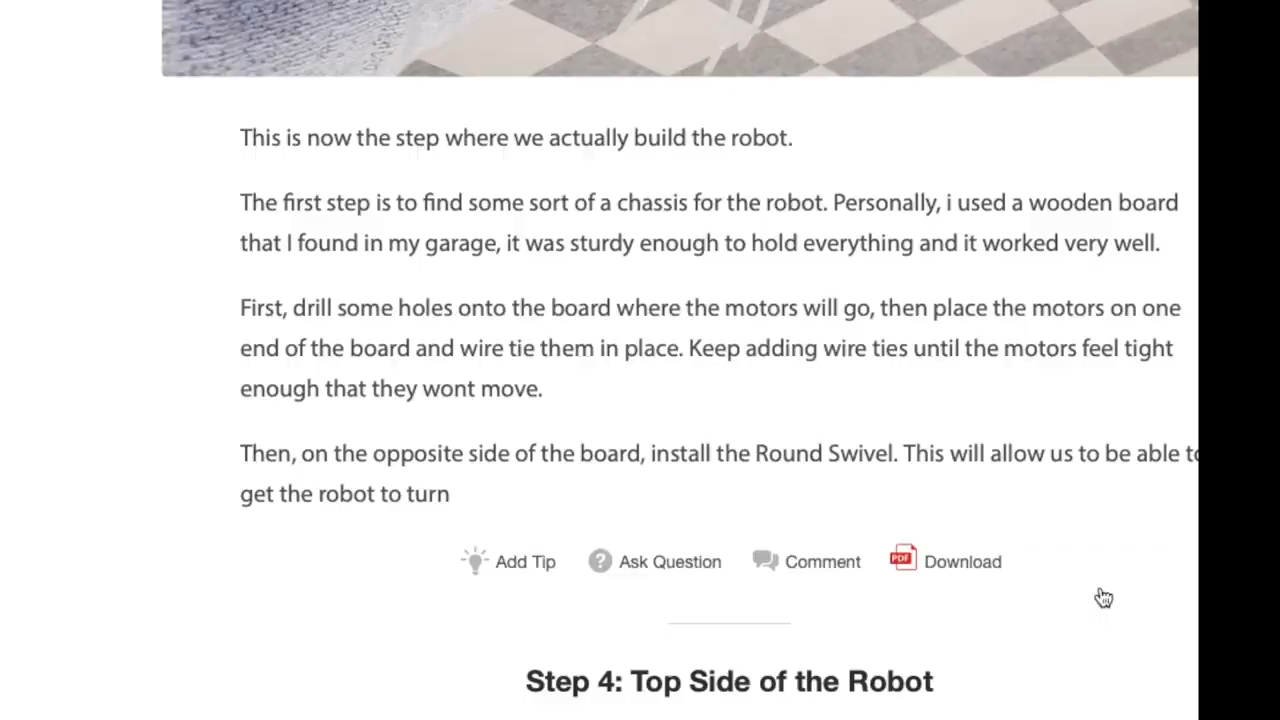 This is now the step where we actually build the robot.
The first step is to find some sort of a chassis for the robot. Personally, i used a wooden board
that I found in my garage, it was sturdy enough to hold everything and it worked very well.
First, drill some holes onto the board where the motors will go, then place the motors on one
end of the board and wire tie them in place. Keep adding wire ties until the motors feel tight
enough that they wont move.
Then, on the opposite side of the board, install the Round Swivel. This will allow us to be able to
get the robot to turn
Add Tip Ask Question Comment PDF Download
Step 4: Top Side of the Robot